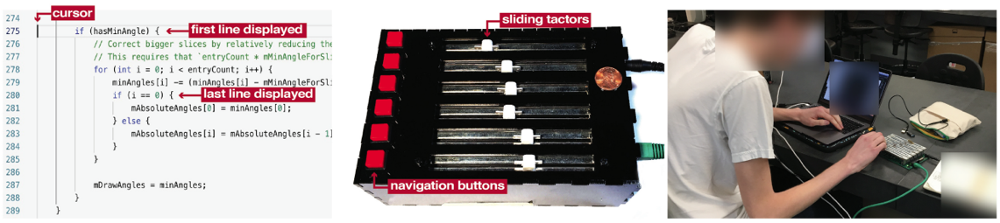 cursor
274
275 if (hasMinAngle) { first line displayed
276 // Correct bigger slices by relatively reducing the
277 // This requires that `entryCount * mMinAngleForSli
278 for (int i = 0; i < entryCount; i++) {
279 minAngles[i] -= (minAngles[i] - mMinAngleForSli
280 if (i == 0) { last line displayed
281 mAbsoluteAngles[0] = minAngles[0];
282 } else {
283 mAbsoluteAngles[i] = mAbsoluteAngles[i - 1]
284 }
285 }
286
287 mDrawAngles = minAngles;
288 }
289 }
sliding tactors
navigation buttons